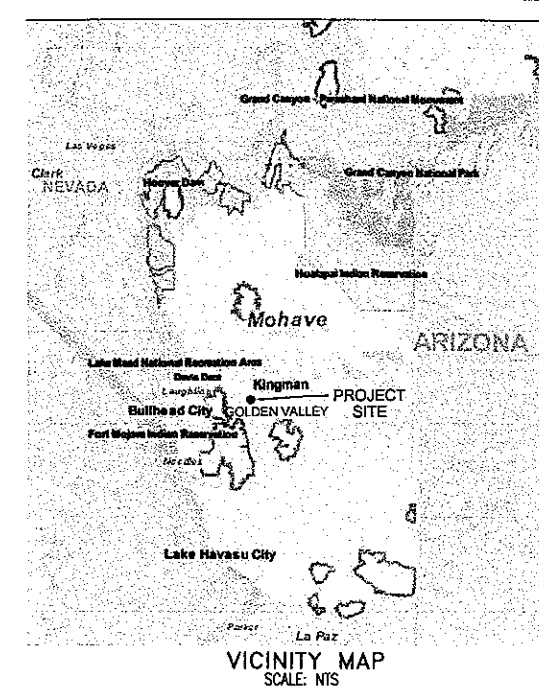 Grand Canyon - Parashant National Monument
Las Vegas
Clark
NEVADA
Hoover Dam
Grand Canyon National Park
Hualapai Indian Reservation
Mohave
ARIZONA
Lake Mead National Recreation Area
Davis Dam
Laughlin
Kingman
PROJECT
SITE
Bullhead City
GOLDEN VALLEY
Fort Mojave Indian Reservation
Needles
Lake Havasu City
Parker
La Paz
VICINITY MAP
SCALE: NTS